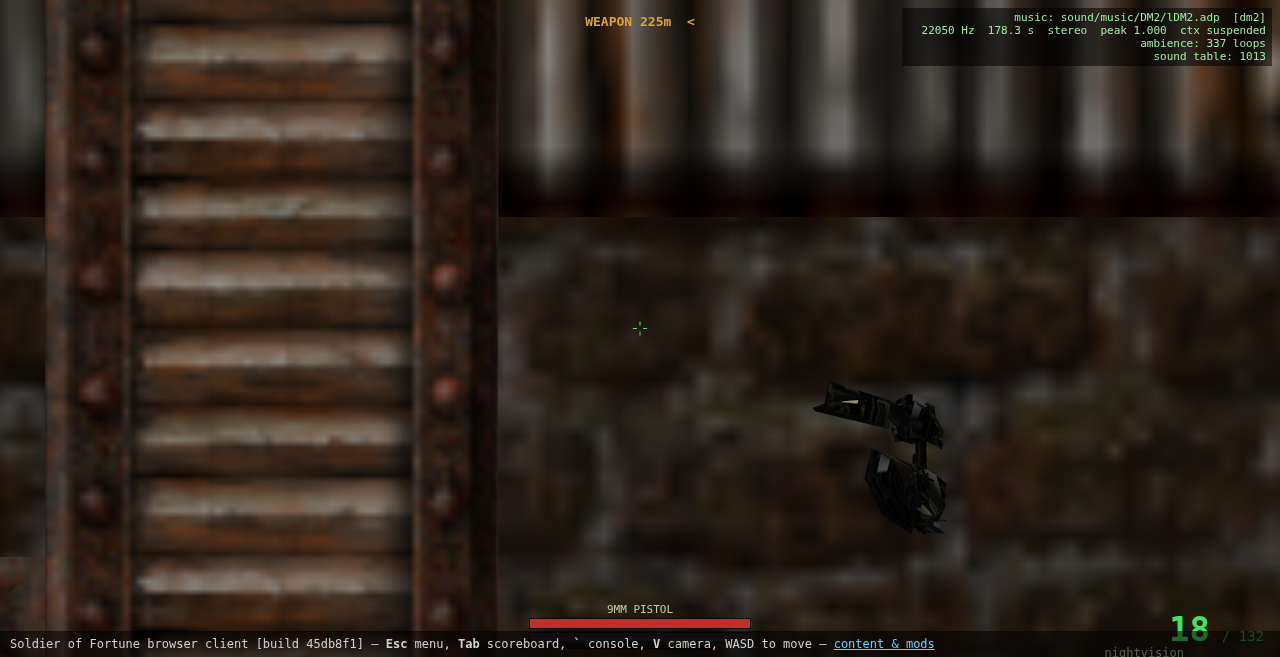 WEAPON 225m <
music: sound/music/DM2/lDM2.adp [dm2]
22050 Hz 178.3 s stereo peak 1.000 ctx suspended
ambience: 337 loops
sound table: 1013
9MM PISTOL
18 / 132
Soldier of Fortune browser client [build 45db8f1] — Esc menu, Tab scoreboard, ` console, V camera, WASD to move — content & mods
nightvision